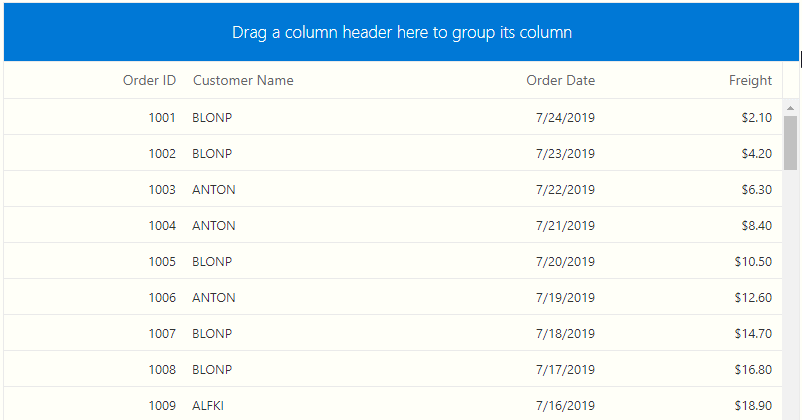 Drag a column header here to group its column
Order ID Customer Name Order Date Freight
1001 BLONP 7/24/2019 $2.10
1002 BLONP 7/23/2019 $4.20
1003 ANTON 7/22/2019 $6.30
1004 ANTON 7/21/2019 $8.40
1005 BLONP 7/20/2019 $10.50
1006 ANTON 7/19/2019 $12.60
1007 BLONP 7/18/2019 $14.70
1008 BLONP 7/17/2019 $16.80
1009 ALFKI 7/16/2019 $18.90